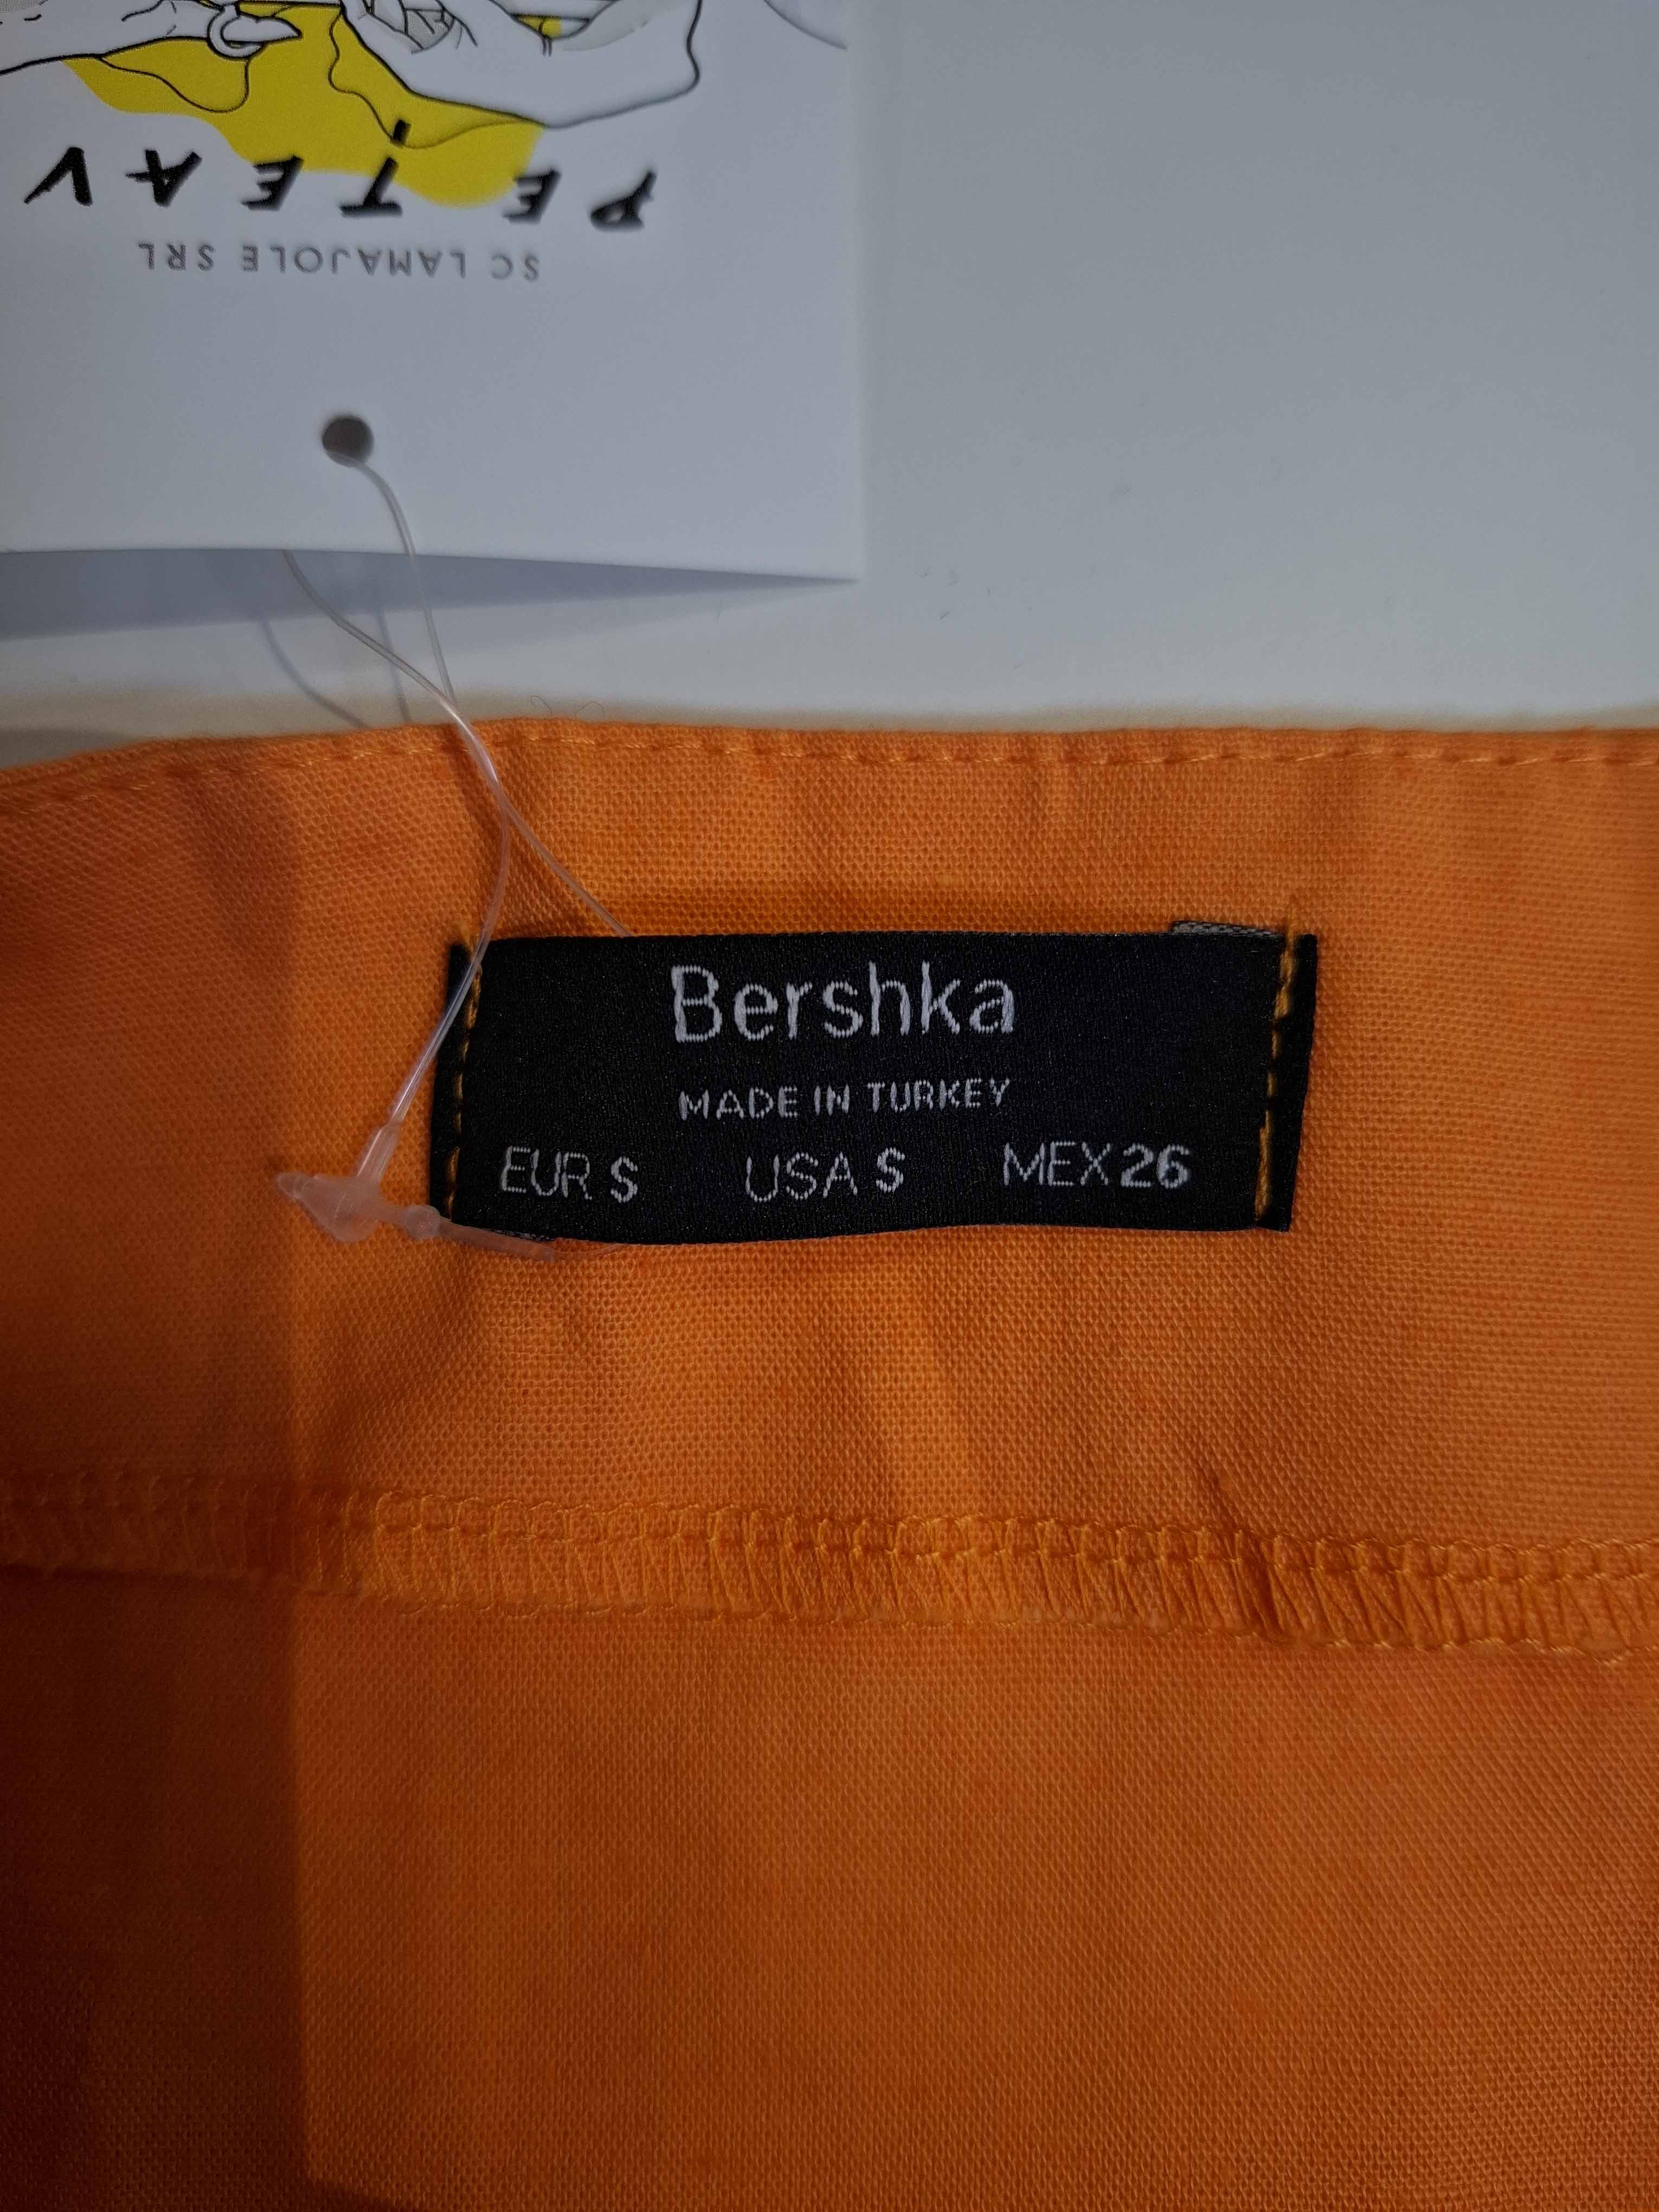 PETEAV
SC LAMAJOLE SRL
Bershka
MADE IN TURKEY
EUR S USA S MEX 26